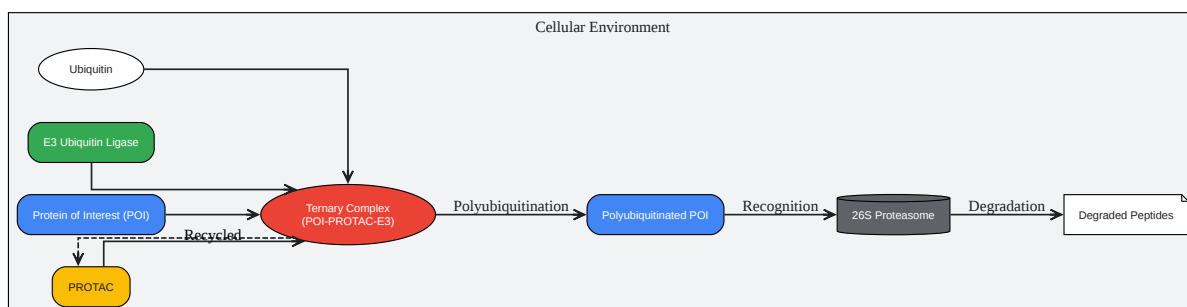 Cellular Environment
Ubiquitin
E3 Ubiquitin Ligase
Protein of Interest (POI)
Ternary Complex
(POI-PROTAC-E3)
Polyubiquitination
Polyubiquitinated POI
Recognition
26S Proteasome
Degradation
Degraded Peptides
Recycled
PROTAC